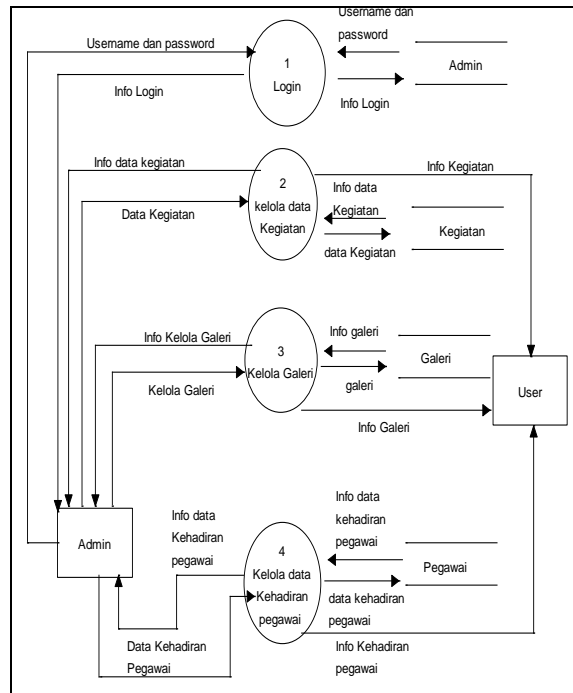 Username dan
password
Username dan password
1
Login
Admin
Info Login
Info Login
Info data kegiatan
Info Kegiatan
2
kelola data
Kegiatan
Info data
Kegiatan
Data Kegiatan
Kegiatan
data Kegiatan
Info Kelola Galeri
3
Kelola Galeri
Info galeri
Galeri
Kelola Galeri
galeri
User
Info Galeri
Admin
Info data
Kehadiran
pegawai
4
Kelola data
Kehadiran
pegawai
Info data
kehadiran
pegawai
Pegawai
data kehadiran
pegawai
Data Kehadiran
Pegawai
Info Kehadiran
pegawai